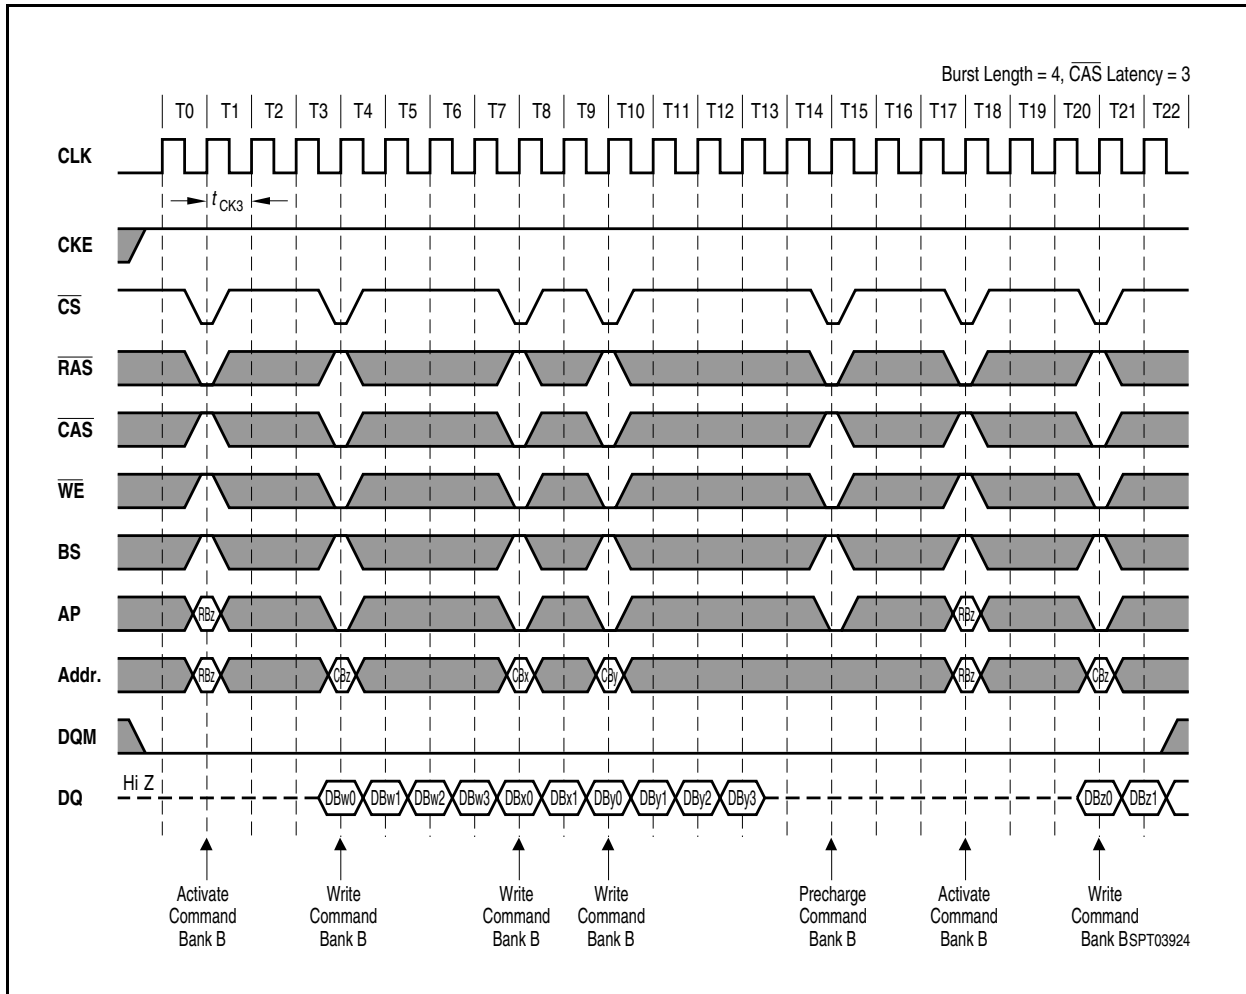 Burst Length = 4, CAS Latency = 3
T0 T1 T2 T3 T4 T5 T6 T7 T8 T9 T10 T11 T12 T13 T14 T15 T16 T17 T18 T19 T20 T21 T22
CLK
t CK3
CKE
CS
RAS
CAS
WE
BS
AP RBz RBz
Addr. RBz CBz CBx CBy RBz CBz
DQM
Hi Z
DQ DBw0 DBw1 DBw2 DBw3 DBx0 DBx1 DBy0 DBy1 DBy2 DBy3 DBz0 DBz1
Activate Write Write Write Precharge Activate Write
Command Command Command Command Command Command Command
Bank B Bank B Bank B Bank B Bank B Bank B Bank B SPT03924